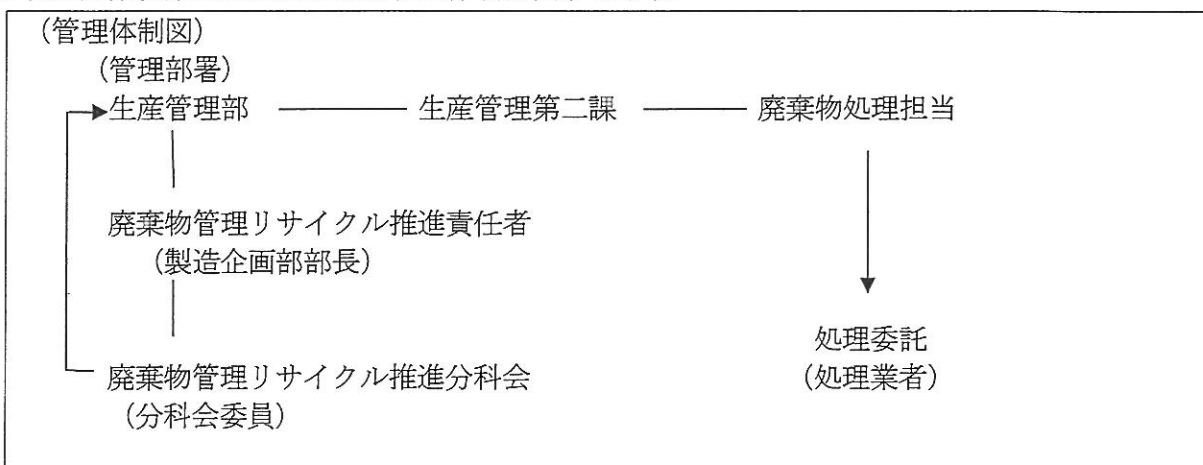 (管理体制図)
(管理部署)
生産管理部 生産管理第二課 廃棄物処理担当
廃棄物管理リサイクル推進責任者
(製造企画部部長)
処理委託
廃棄物管理リサイクル推進分科会 (処理業者)
(分科会委員)